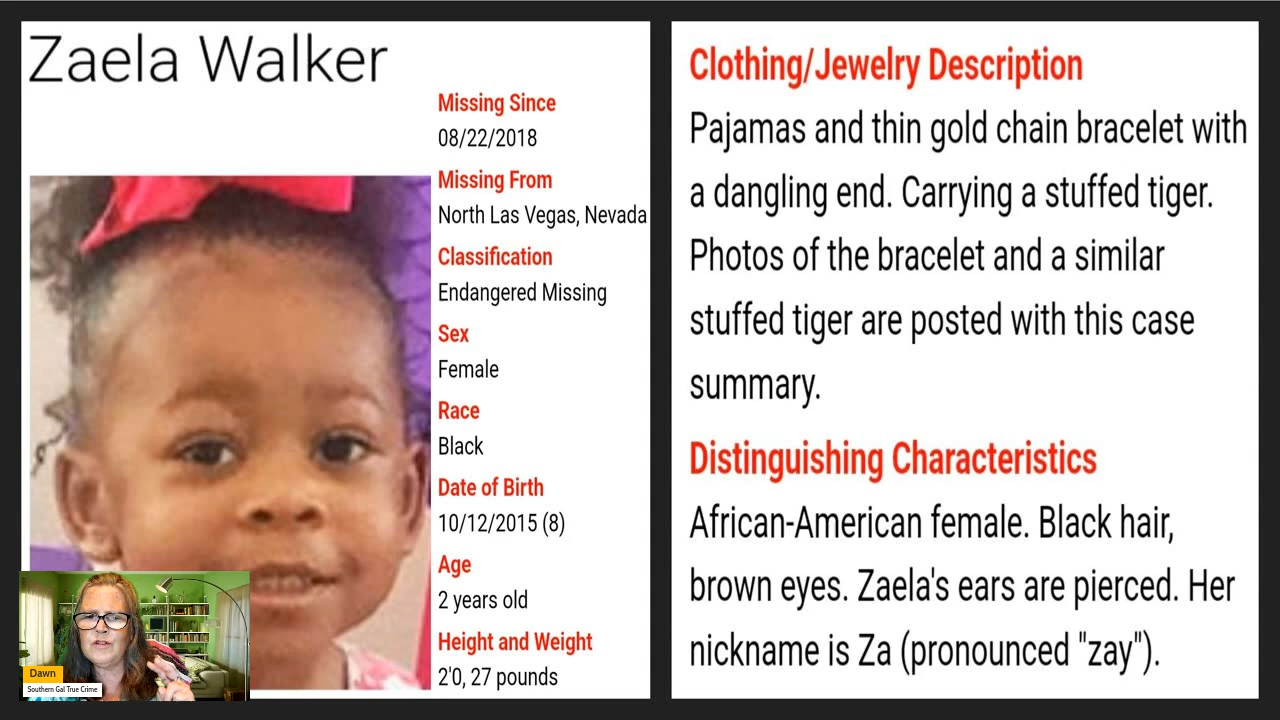 Zaela Walker
Missing Since
08/22/2018
Missing From
North Las Vegas, Nevada
Classification
Endangered Missing
Sex
Female
Race
Black
Date of Birth
10/12/2015 (8)
Age
2 years old
Height and Weight
2'0, 27 pounds
Dawn
Southern Gal True Crime
Clothing/Jewelry Description
Pajamas and thin gold chain bracelet with
a dangling end. Carrying a stuffed tiger.
Photos of the bracelet and a similar
stuffed tiger are posted with this case
summary.
Distinguishing Characteristics
African-American female. Black hair,
brown eyes. Zaela's ears are pierced. Her
nickname is Za (pronounced "zay").